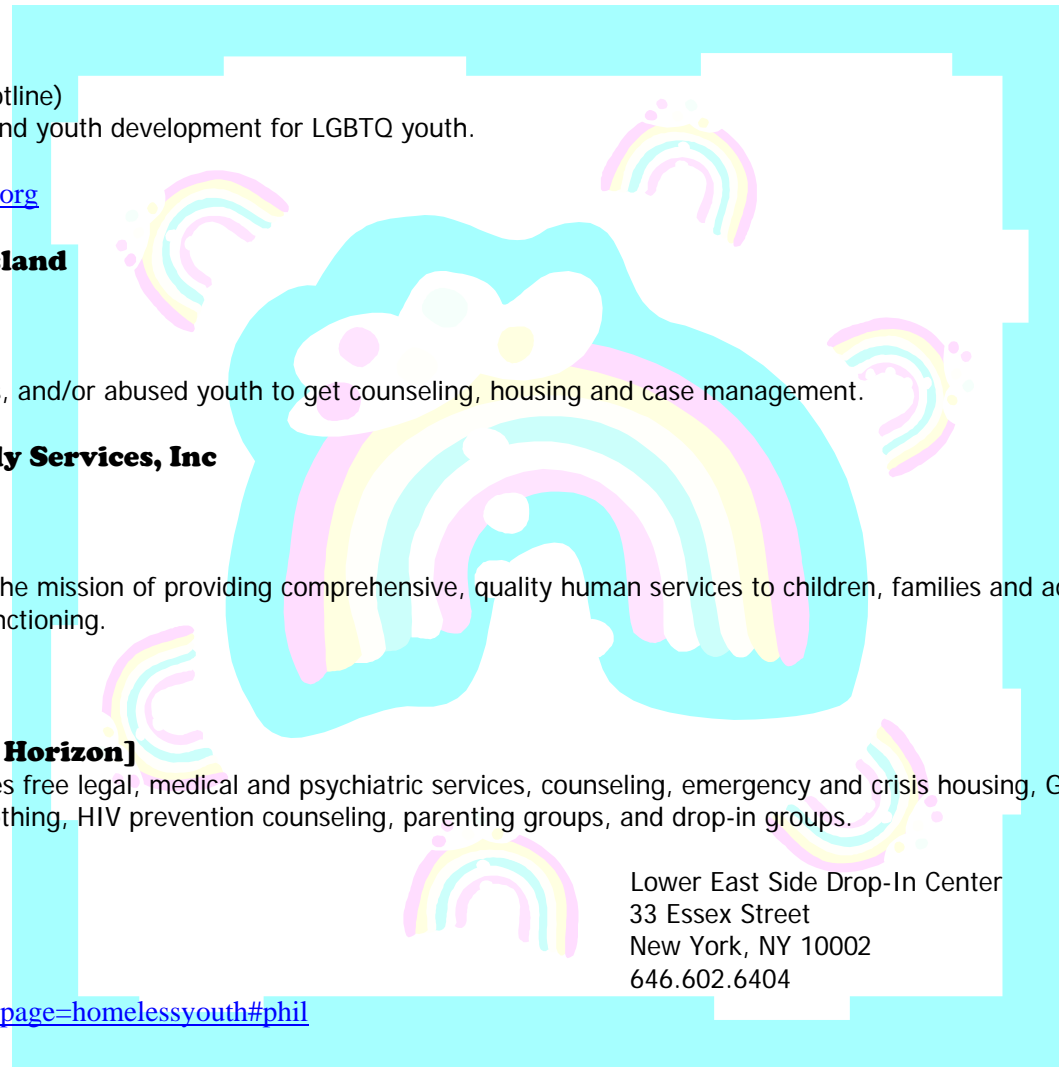 otline)
nd youth development for LGBTQ youth.
org
land
, and/or abused youth to get counseling, housing and case management.
ly Services, Inc
he mission of providing comprehensive, quality human services to children, families and a
nctioning.
Horizon]
es free legal, medical and psychiatric services, counseling, emergency and crisis housing, G
thing, HIV prevention counseling, parenting groups, and drop-in groups.
Lower East Side Drop-In Center
33 Essex Street
New York, NY 10002
646.602.6404
page=homelessyouth#phil